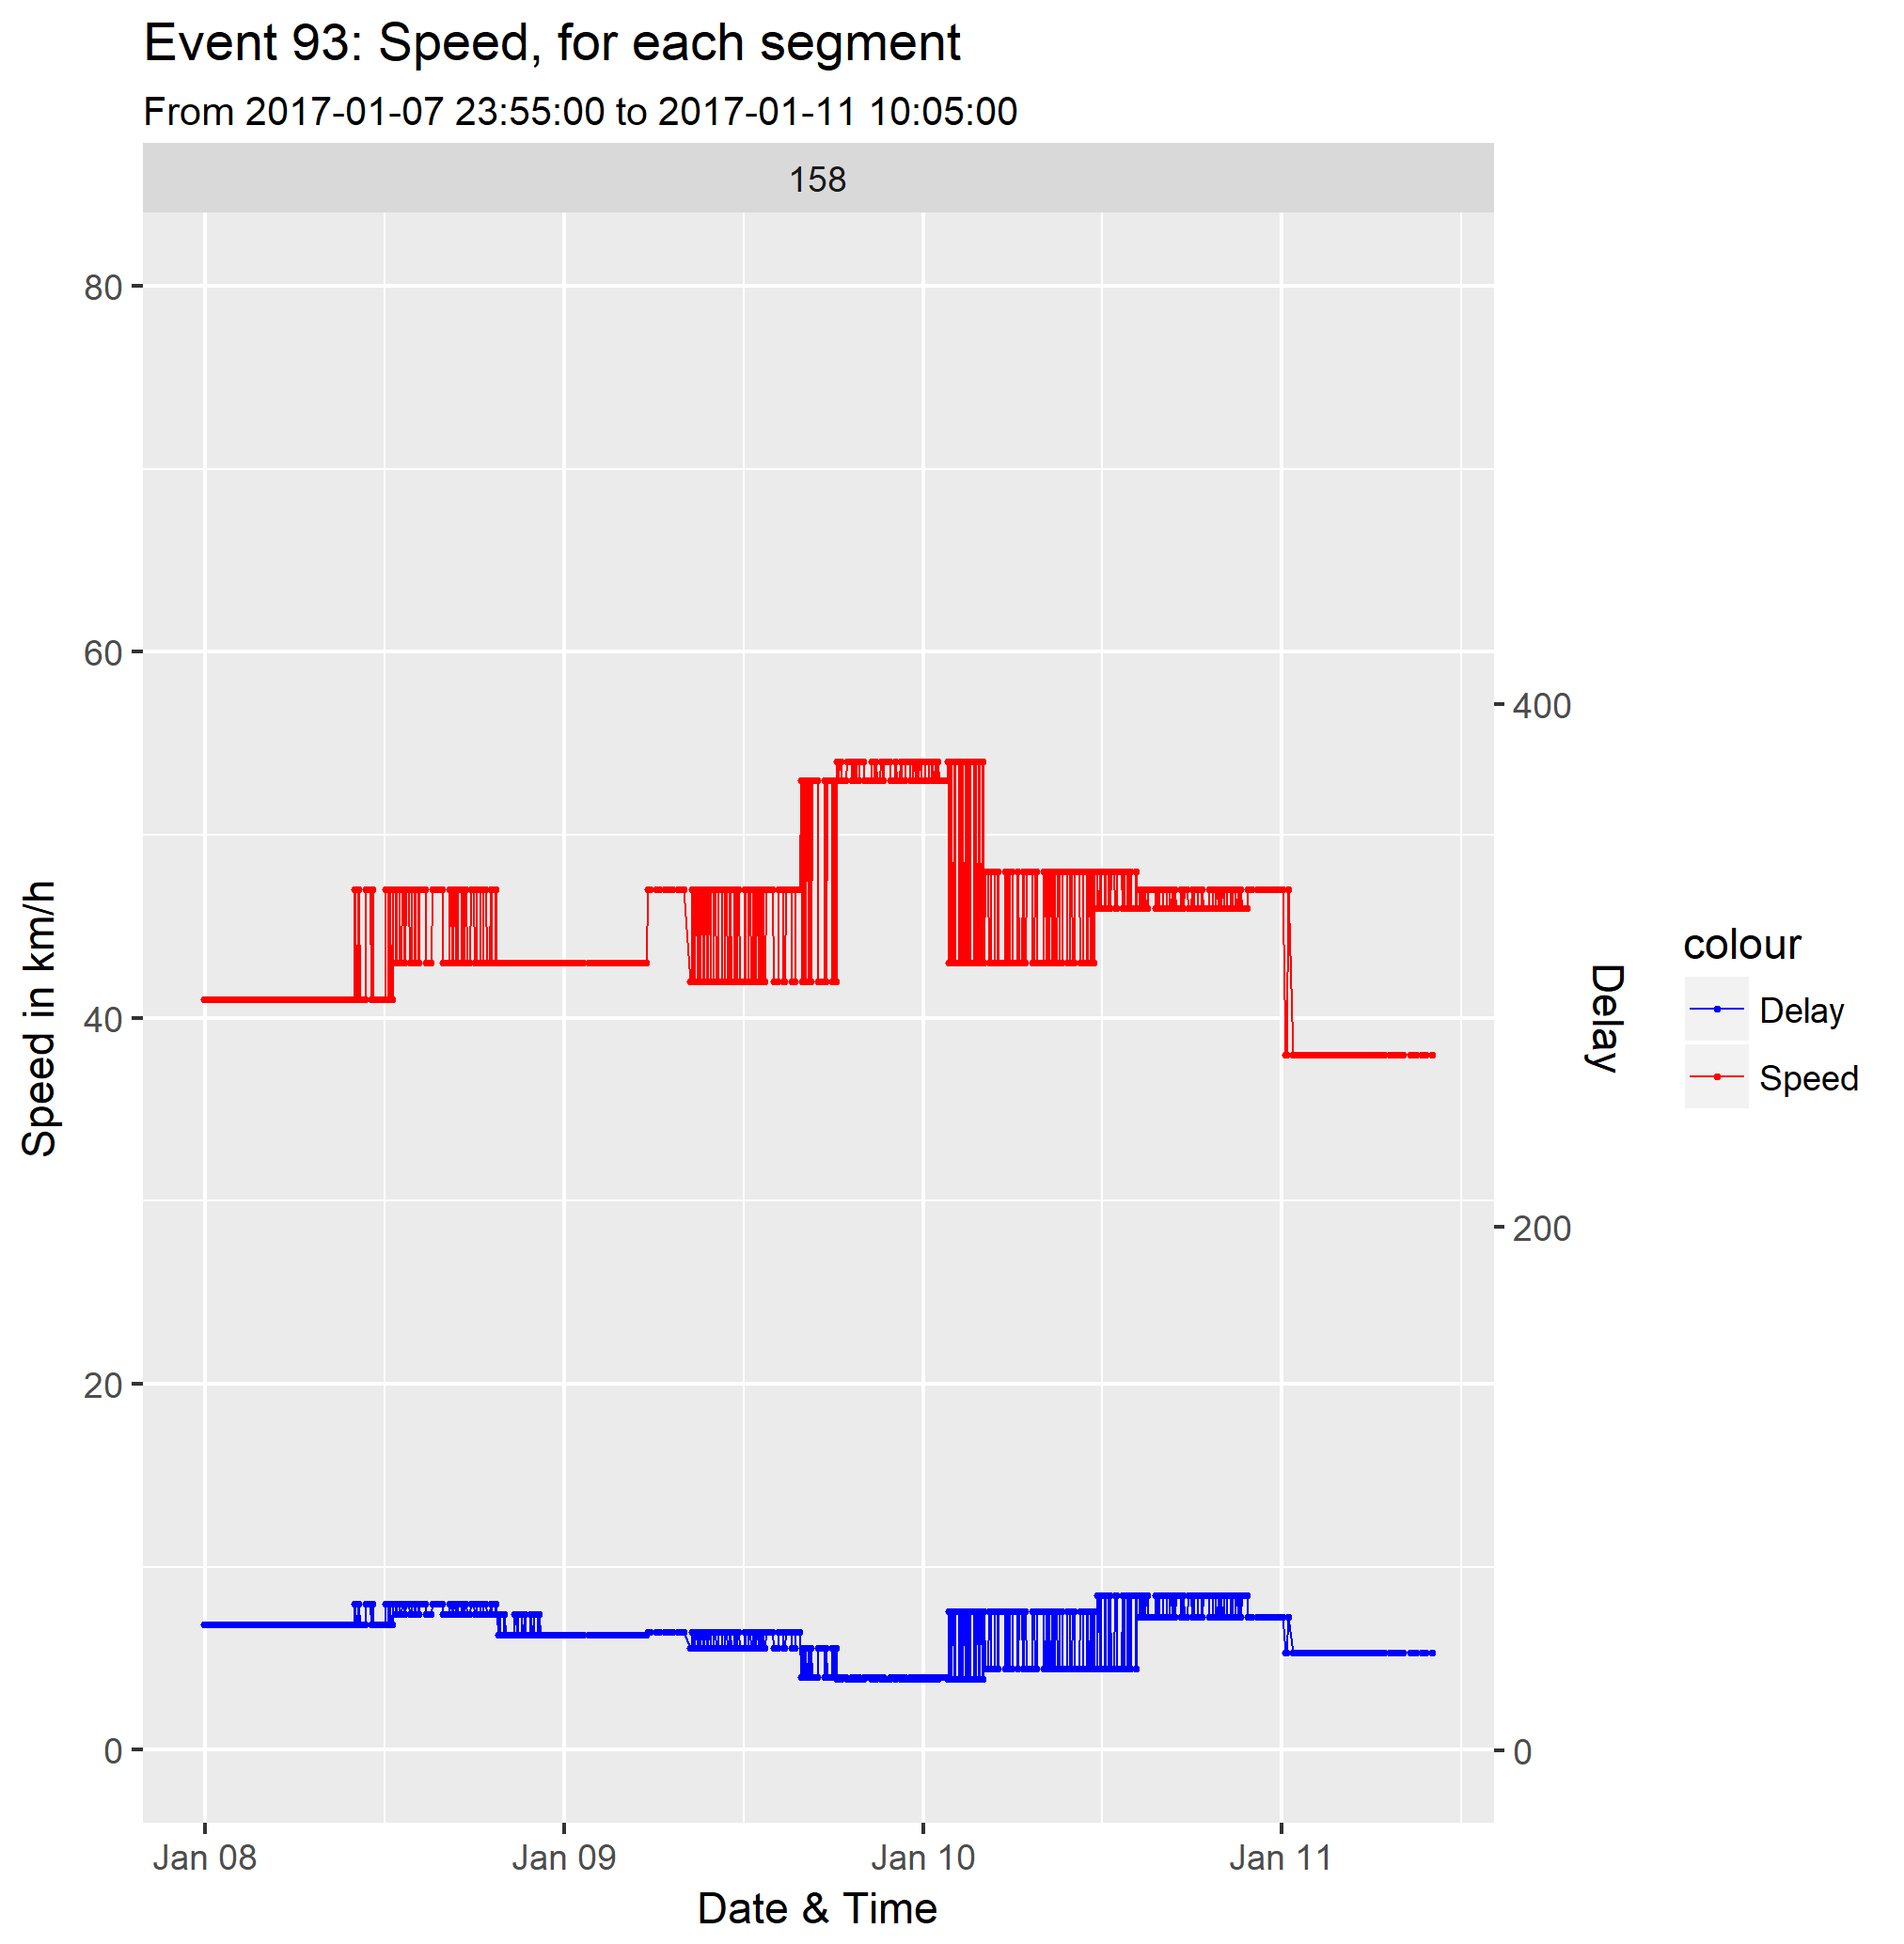 Event 93: Speed, for each segment
From 2017-01-07 23:55:00 to 2017-01-11 10:05:00
158
80
60
40
20
0
Speed in km/h
400
200
0
Delay
colour
Delay
Speed
Jan 08
Jan 09
Jan 10
Jan 11
Date & Time